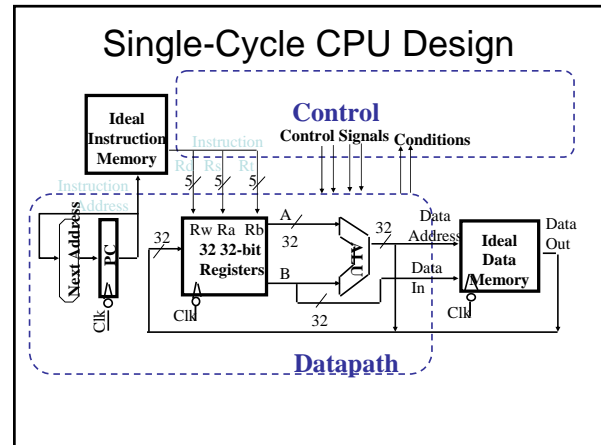 Single-Cycle CPU Design
Control
Ideal
Instruction
Memory
Instruction
Control Signals
Conditions
Rd Rs Rt
5 5 5
Instruction
Address
Next Address
PC
Clk
32
Rw Ra Rb
32 32-bit
Registers
Clk
A
32
B
32
ALU
32
Data
Address
Data
In
Ideal
Data
Memory
Clk
Data
Out
Datapath